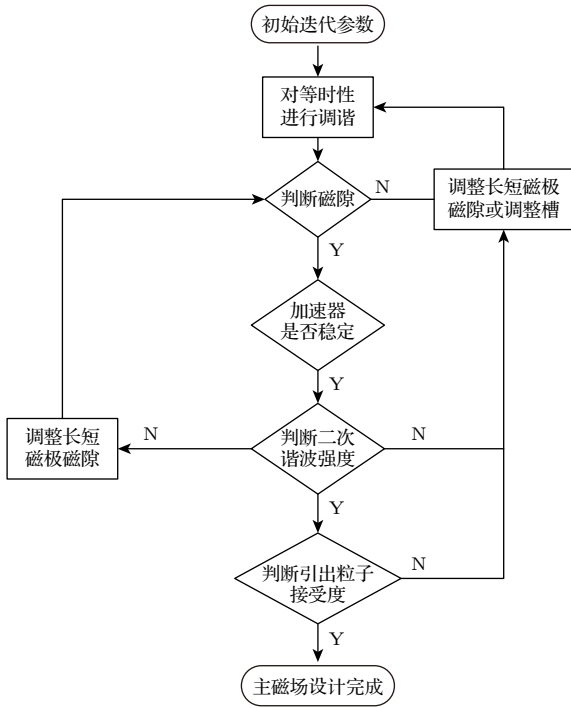 初始迭代参数
对等时性
进行调谐
判断磁隙
N
调整长短磁极
磁隙或调整槽
Y
加速器
是否稳定
Y
调整长短
磁极磁隙
N
判断二次
谐波强度
N
Y
判断引出粒子
接受度
N
Y
主磁场设计完成